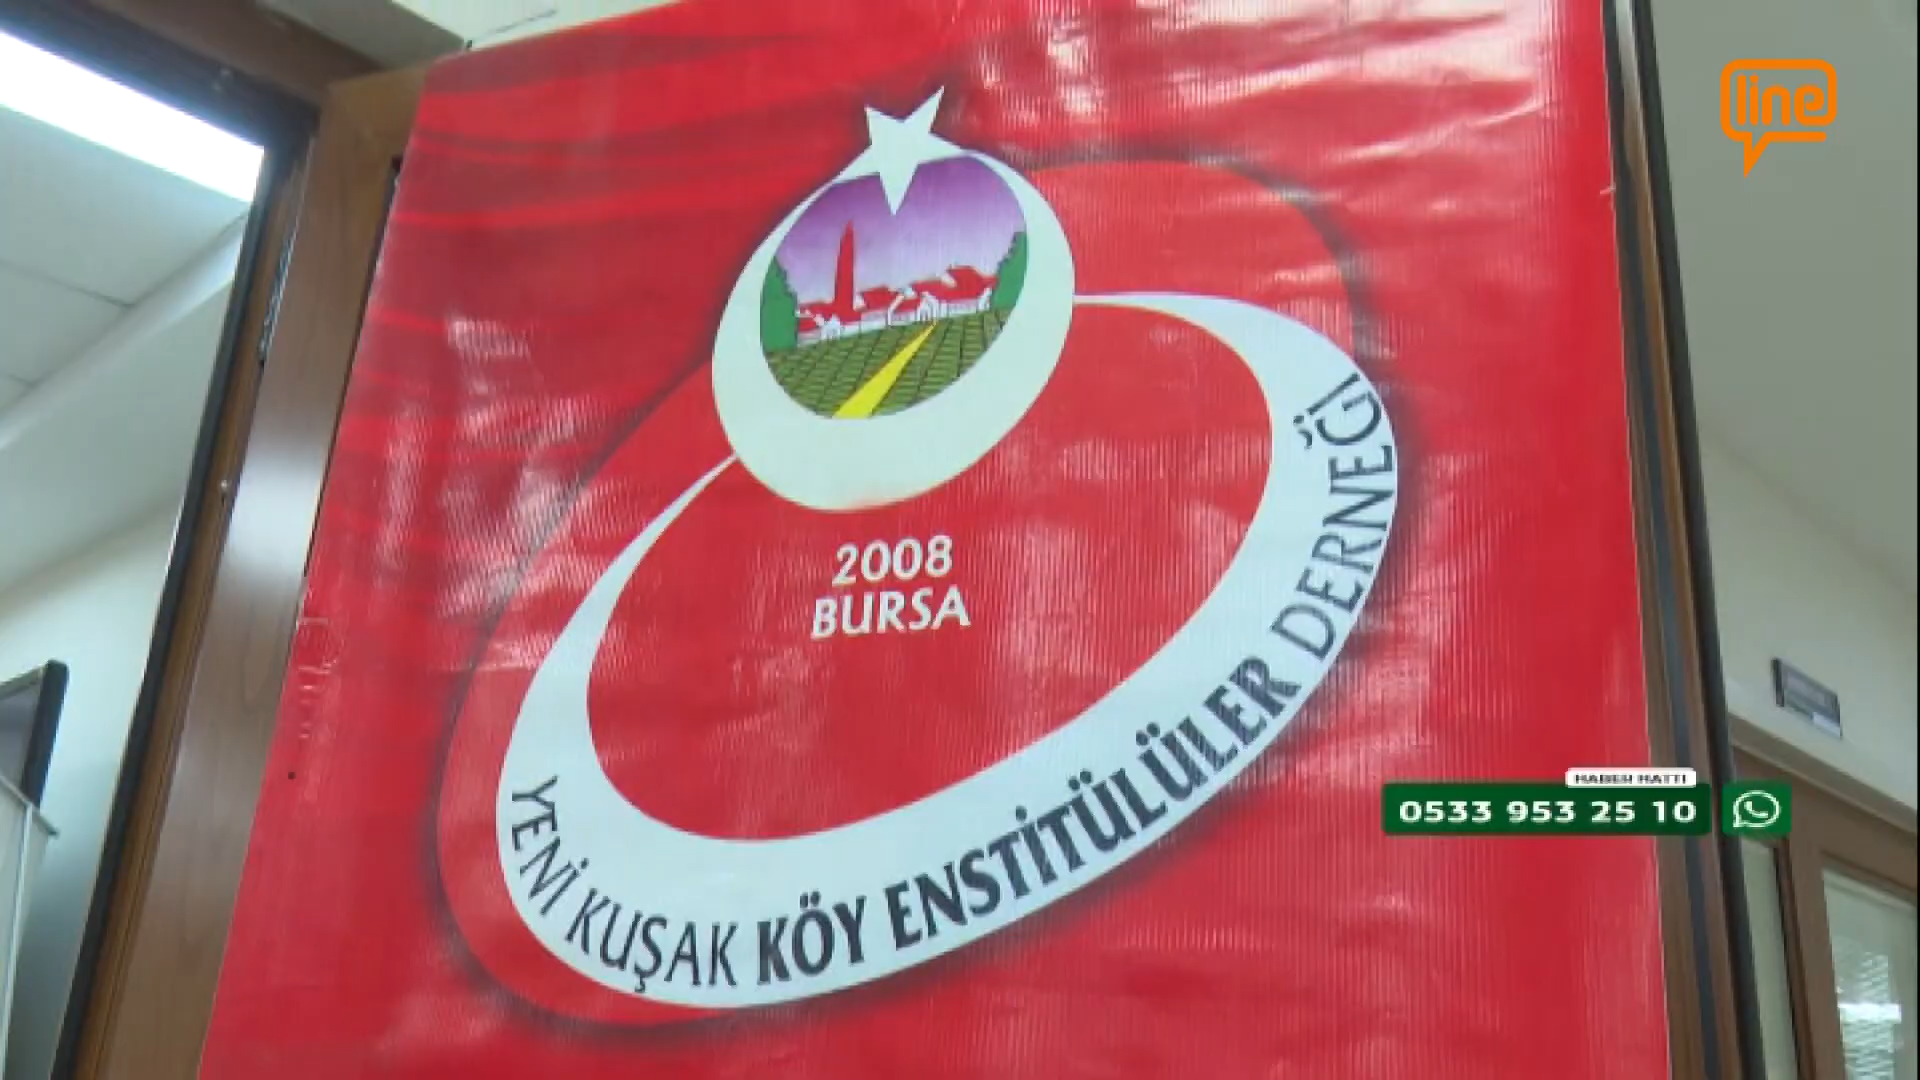 line
2008
BURSA
YENİ KUŞAK KÖY ENSTİTÜLÜLER DERNEĞİ
HABER HATTI
0533 953 25 10